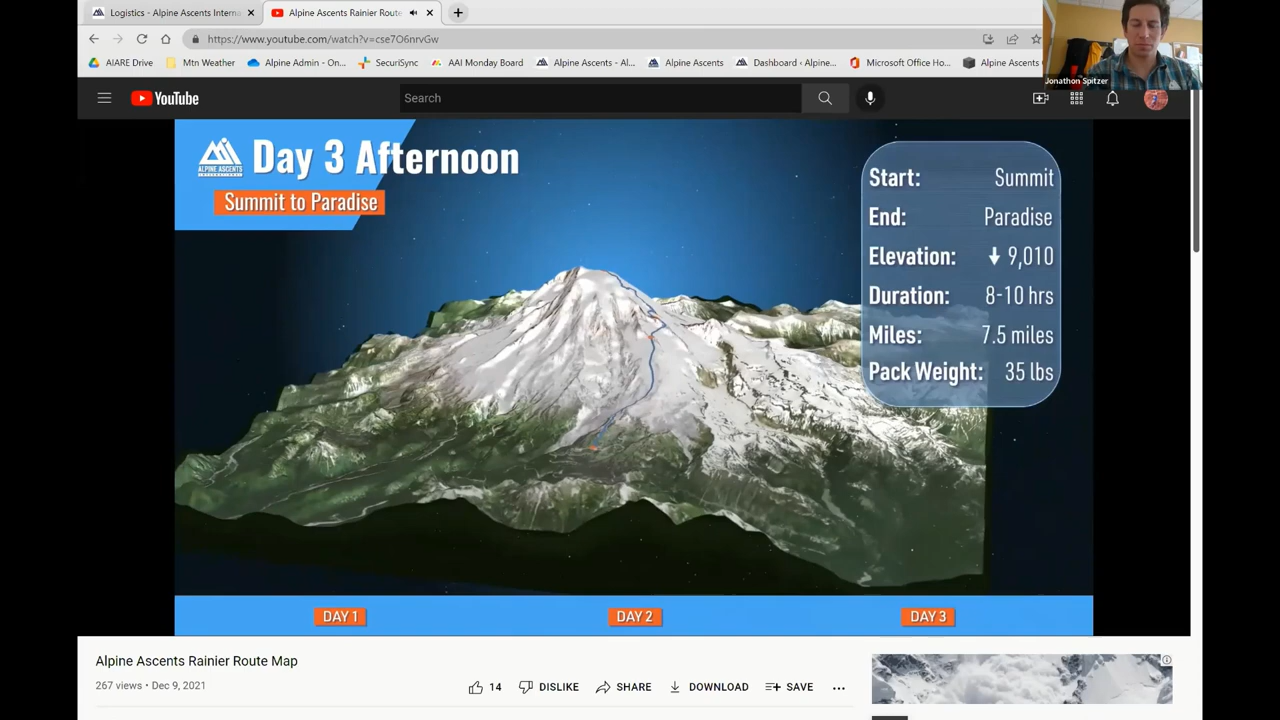 Logistics - Alpine Ascents Interna
Alpine Ascents Rainier Route
https://www.youtube.com/watch?v=cse7O6nrvGw
AIARE Drive
Mtn Weather
Alpine Admin - On...
SecuriSync
AAI Monday Board
Alpine Ascents - Al...
Alpine Ascents
Dashboard ‹ Alpine...
Microsoft Office Ho...
Alpine Ascents
Jonathon Spitzer
YouTube
Search
ALPINE ASCENTS
INTERNATIONAL
Day 3 Afternoon
Summit to Paradise
Start: Summit
End: Paradise
Elevation: 9,010
Duration: 8-10 hrs
Miles: 7.5 miles
Pack Weight: 35 lbs
DAY 1
DAY 2
DAY 3
Alpine Ascents Rainier Route Map
267 views • Dec 9, 2021
14
DISLIKE
SHARE
DOWNLOAD
SAVE